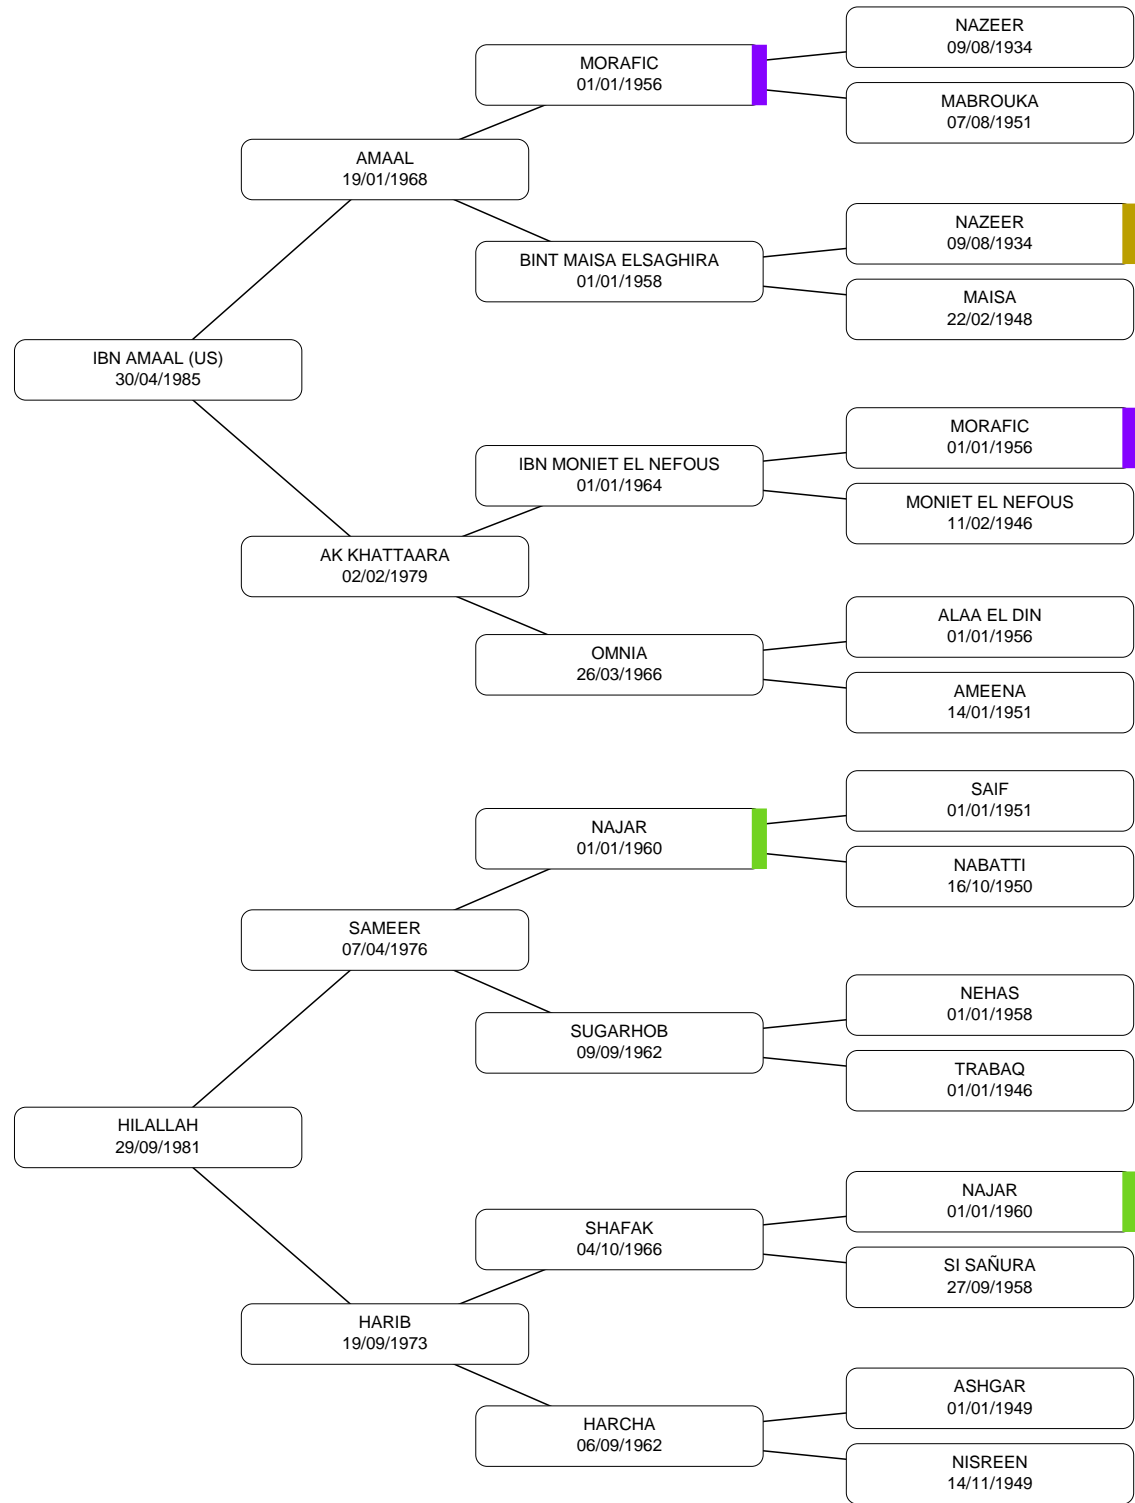 NAZEER
09/08/1934
MORAFIC
01/01/1956
MABROUKA
07/08/1951
AMAAL
19/01/1968
NAZEER
09/08/1934
BINT MAISA ELSAGHIRA
01/01/1958
MAISA
22/02/1948
IBN AMAAL (US)
30/04/1985
MORAFIC
01/01/1956
IBN MONIET EL NEFOUS
01/01/1964
MONIET EL NEFOUS
11/02/1946
AK KHATTAARA
02/02/1979
ALAA EL DIN
01/01/1956
OMNIA
26/03/1966
AMEENA
14/01/1951
SAIF
01/01/1951
NAJAR
01/01/1960
NABATTI
16/10/1950
SAMEER
07/04/1976
NEHAS
01/01/1958
SUGARHOB
09/09/1962
TRABAQ
01/01/1946
HILALLAH
29/09/1981
NAJAR
01/01/1960
SHAFAK
04/10/1966
SI SAÑURA
27/09/1958
HARIB
19/09/1973
ASHGAR
01/01/1949
HARCHA
06/09/1962
NISREEN
14/11/1949